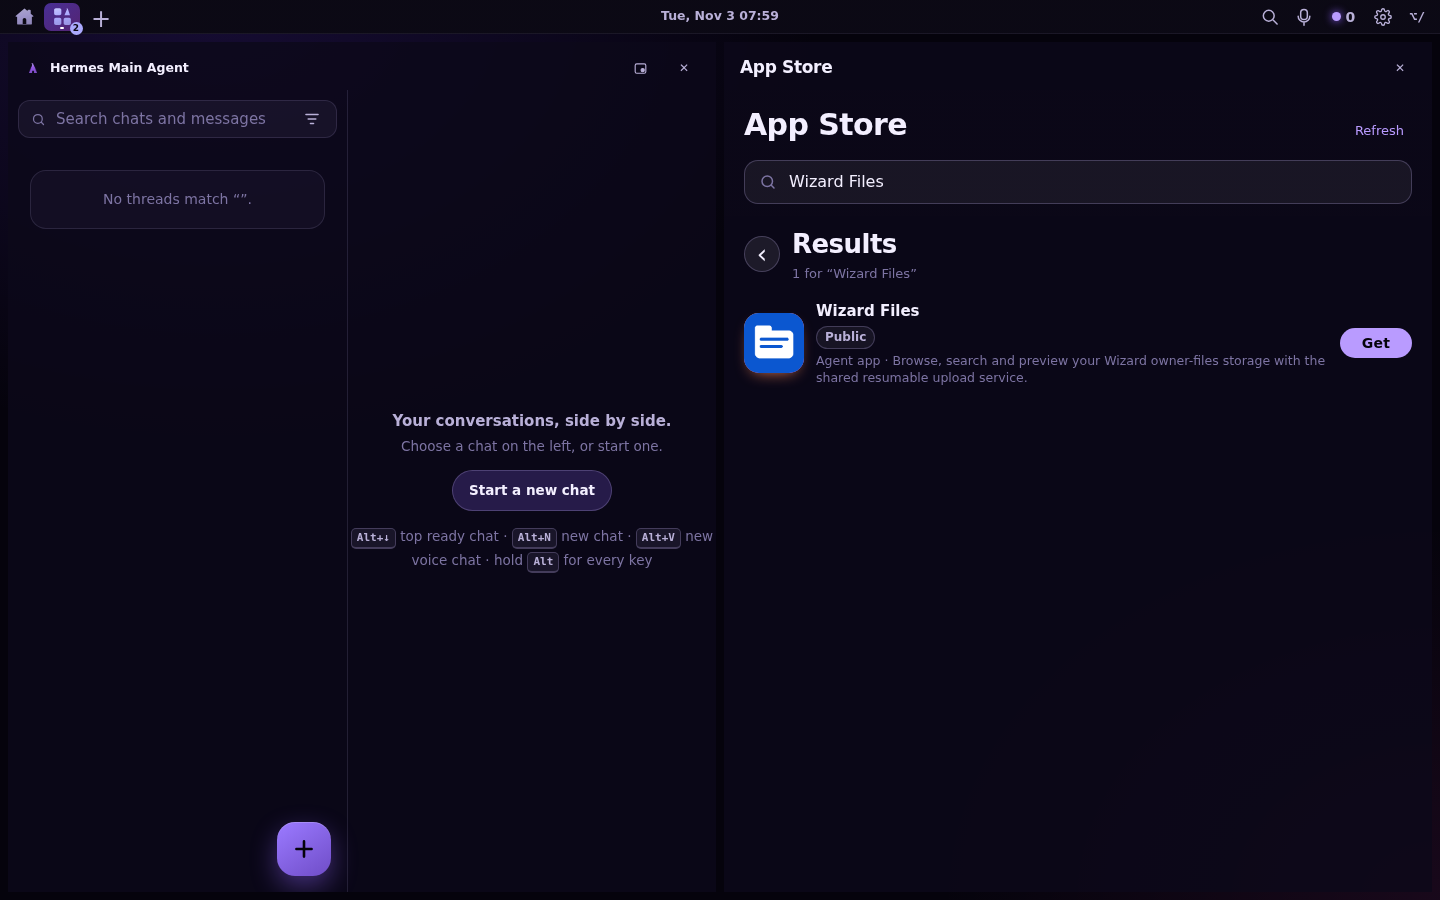 2
Tue, Nov 3 07:59
0
⌥/
Hermes Main Agent
Search chats and messages
No threads match “”.
Your conversations, side by side.
Choose a chat on the left, or start one.
Start a new chat
Alt+↓ top ready chat · Alt+N new chat · Alt+V new
voice chat · hold Alt for every key
App Store
App Store
Refresh
Wizard Files
Results
1 for “Wizard Files”
Wizard Files
Public
Agent app · Browse, search and preview your Wizard owner-files storage with the
shared resumable upload service.
Get